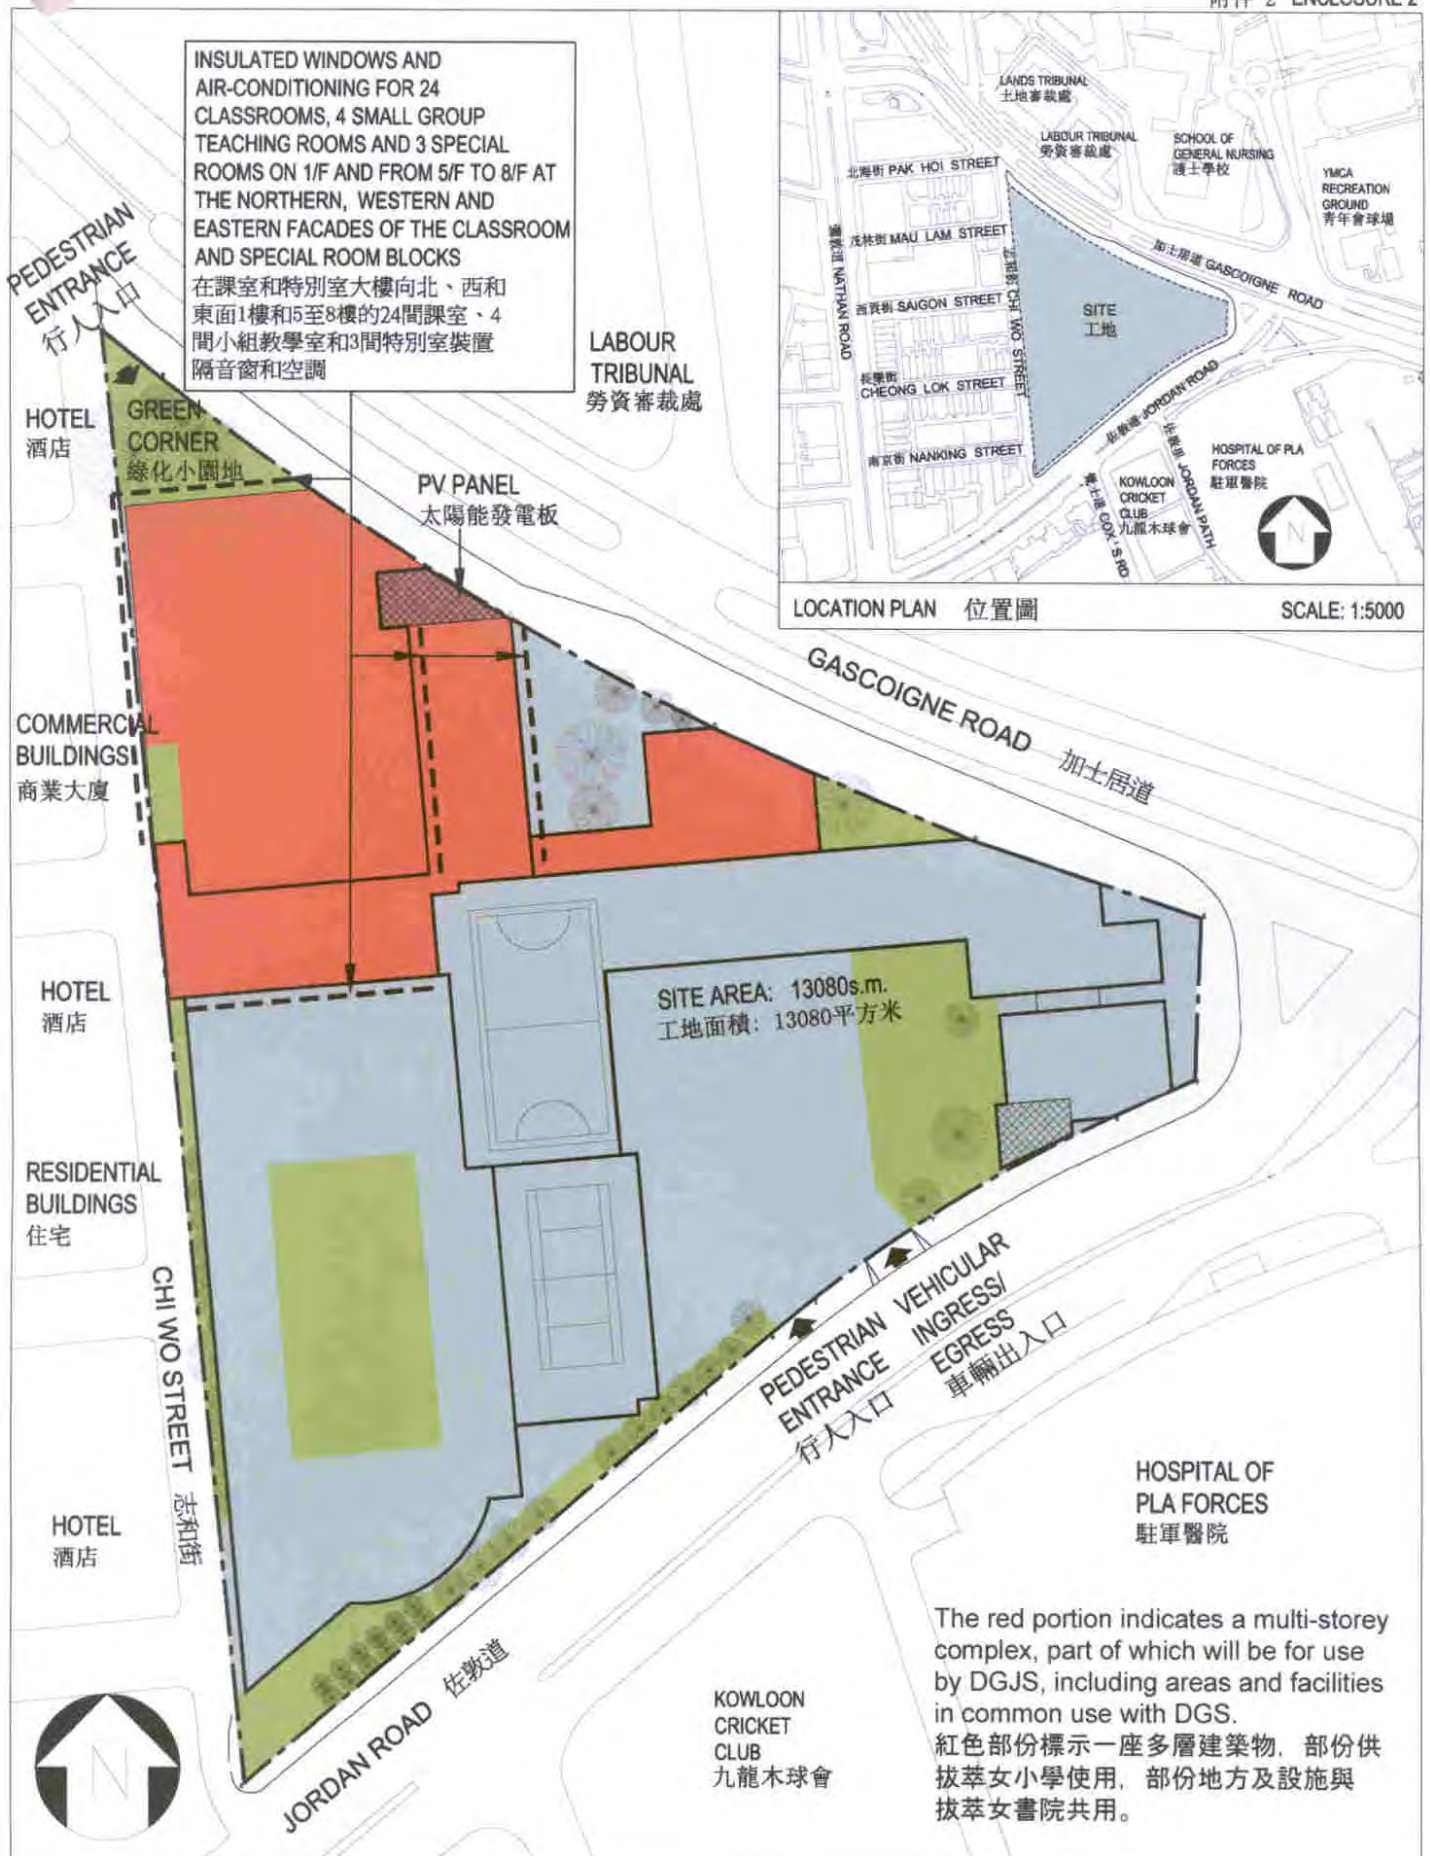 附件 2 ENCLOSURE 2
INSULATED WINDOWS AND
AIR-CONDITIONING FOR 24
CLASSROOMS, 4 SMALL GROUP
TEACHING ROOMS AND 3 SPECIAL
ROOMS ON 1/F AND FROM 5/F TO 8/F AT
THE NORTHERN, WESTERN AND
EASTERN FACADES OF THE CLASSROOM
AND SPECIAL ROOM BLOCKS
在課室和特別室大樓向北、西和
東面1樓和5至8樓的24間課室、4
間小組教學室和3間特別室裝置
隔音窗和空調
LANDS TRIBUNAL
土地審裁處
LABOUR TRIBUNAL
勞資審裁處
SCHOOL OF
GENERAL NURSING
護士學校
YMCA
RECREATION
GROUND
青年會球場
北海街 PAK HOI STREET
茂林街 MAU LAM STREET
西貢街 SAIGON STREET
長樂街
CHEONG LOK STREET
南京街 NANKING STREET
彌敦道 NATHAN ROAD
志和街 CHI WO STREET
加士居道 GASCOIGNE ROAD
SITE
工地
佐敦道 JORDAN ROAD
佐敦徑 JORDAN PATH
覺士道 COX'S RD
KOWLOON
CRICKET
CLUB
九龍木球會
HOSPITAL OF PLA
FORCES
駐軍醫院
N
LOCATION PLAN 位置圖
SCALE: 1:5000
PEDESTRIAN
ENTRANCE
行人入口
HOTEL
酒店
GREEN
CORNER
綠化小園地
LABOUR
TRIBUNAL
勞資審裁處
PV PANEL
太陽能發電板
GASCOIGNE ROAD 加士居道
COMMERCIAL
BUILDINGS
商業大廈
HOTEL
酒店
SITE AREA: 13080s.m.
工地面積: 13080平方米
RESIDENTIAL
BUILDINGS
住宅
CHI WO STREET 志和街
PEDESTRIAN
ENTRANCE
行人入口
VEHICULAR
INGRESS/
EGRESS
車輛出入口
HOTEL
酒店
HOSPITAL OF
PLA FORCES
駐軍醫院
JORDAN ROAD 佐敦道
KOWLOON
CRICKET
CLUB
九龍木球會
N
The red portion indicates a multi-storey
complex, part of which will be for use
by DGJS, including areas and facilities
in common use with DGS.
紅色部份標示一座多層建築物，部份供
拔萃女小學使用，部份地方及設施與
拔萃女書院共用。